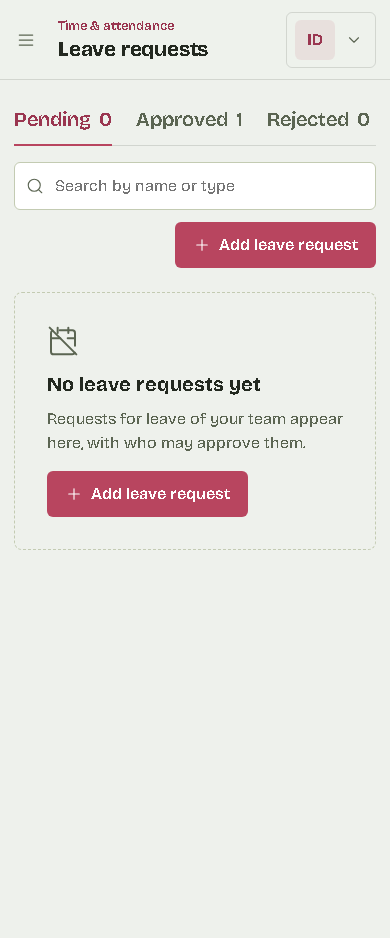 Time & attendance
Leave requests
ID
Pending 0
Approved 1
Rejected 0
Search by name or type
Add leave request
No leave requests yet
Requests for leave of your team appear
here, with who may approve them.
Add leave request